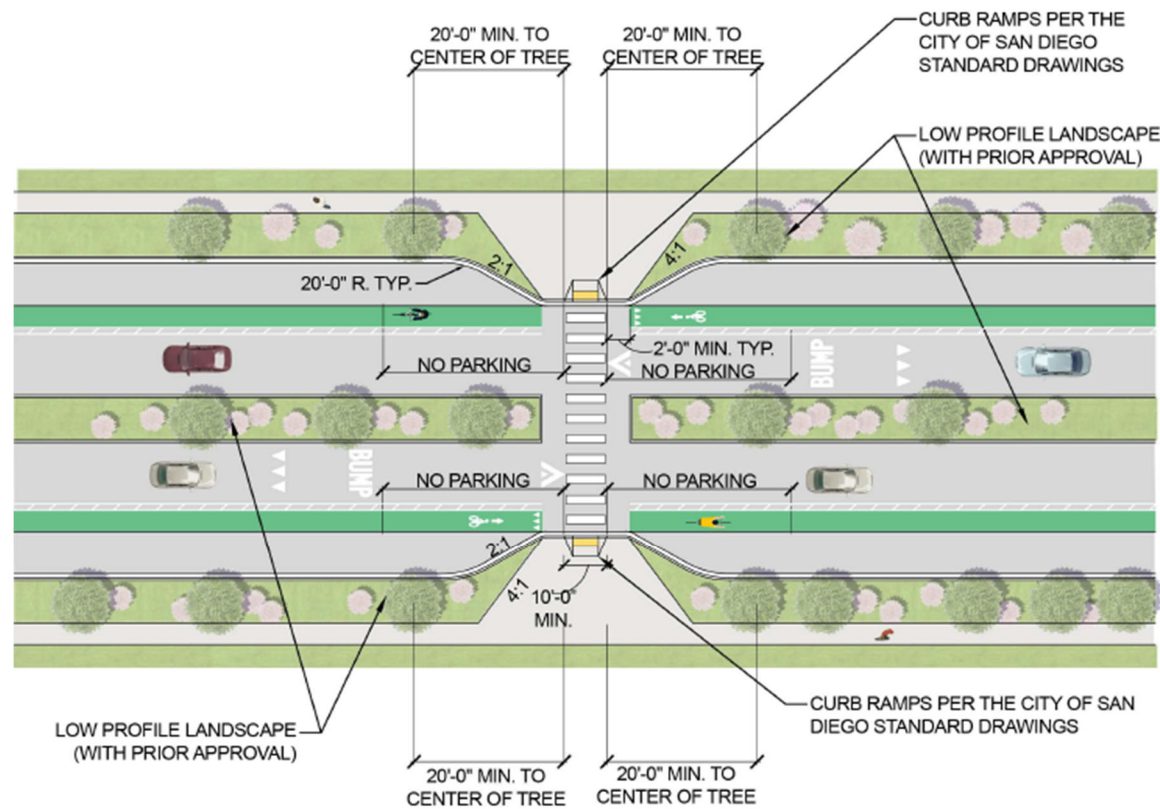 20'-0" MIN. TO
CENTER OF TREE
20'-0" MIN. TO
CENTER OF TREE
CURB RAMPS PER THE
CITY OF SAN DIEGO
STANDARD DRAWINGS
LOW PROFILE LANDSCAPE
(WITH PRIOR APPROVAL)
2:1
4:1
20'-0" R. TYP.
2'-0" MIN. TYP.
NO PARKING
NO PARKING
BUMP
BUMP
NO PARKING
NO PARKING
2:1
4:1
10'-0"
MIN.
LOW PROFILE LANDSCAPE
(WITH PRIOR APPROVAL)
CURB RAMPS PER THE CITY OF SAN
DIEGO STANDARD DRAWINGS
20'-0" MIN. TO
CENTER OF TREE
20'-0" MIN. TO
CENTER OF TREE